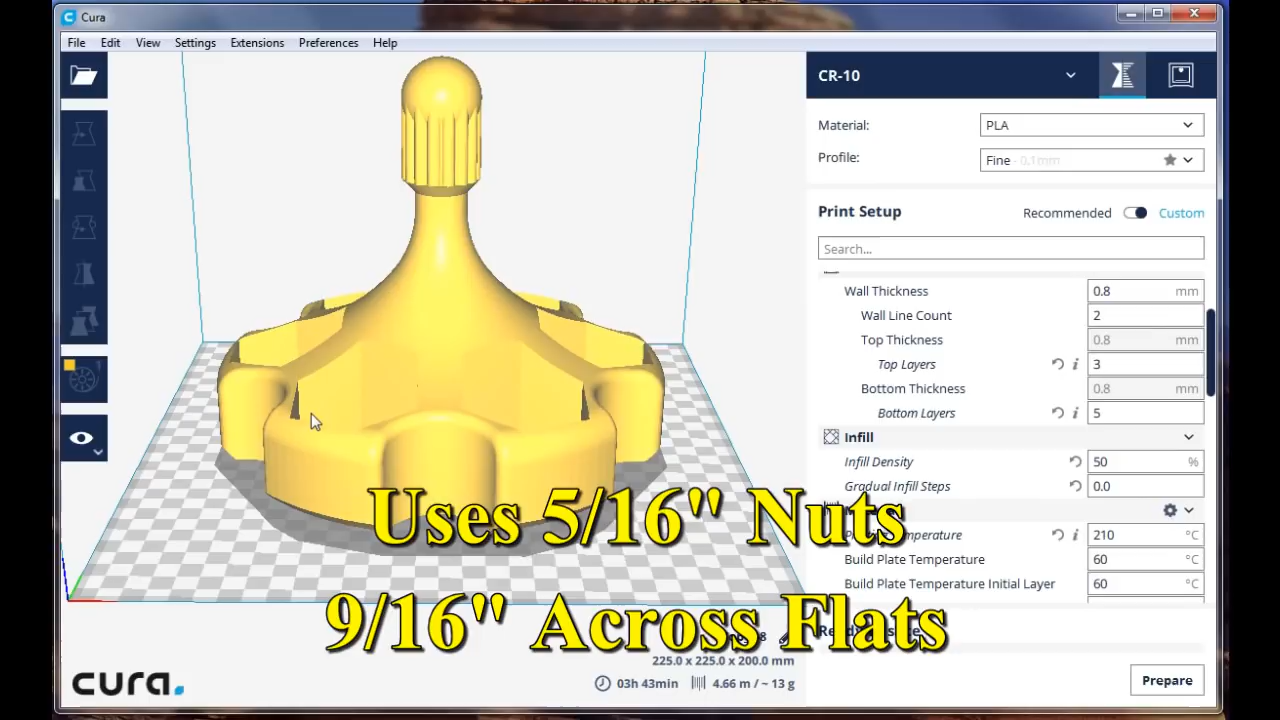 Cura
File Edit View Settings Extensions Preferences Help
CR-10
Material: PLA
Profile: Fine - 0.1mm
Print Setup Recommended Custom
Search...
Wall Thickness 0.8 mm
Wall Line Count 2
Top Thickness 0.8 mm
Top Layers i 3
Bottom Thickness 0.8 mm
Bottom Layers i 5
Infill
Infill Density 50 %
Gradual Infill Steps 0.0
Uses 5/16" Nuts
i 210 °C
Build Plate Temperature 60 °C
Build Plate Temperature Initial Layer 60 °C
9/16" Across Flats
225.0 x 225.0 x 200.0 mm
cura. 03h 43min 4.66 m / ~ 13 g Prepare